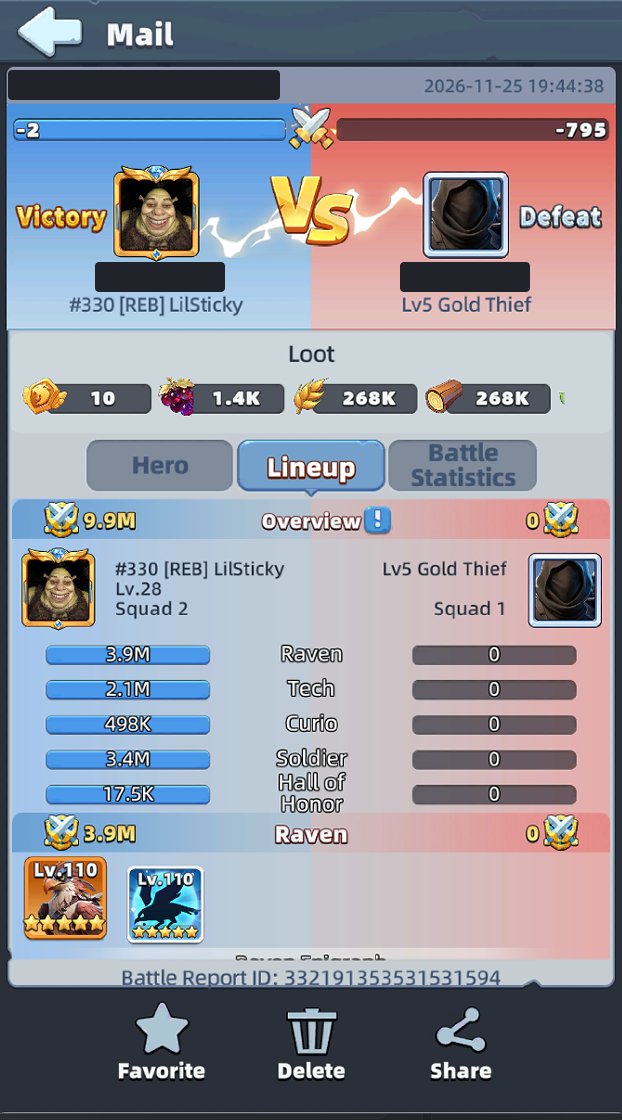 Mail
2026-11-25 19:44:38
-2
-795
Victory
VS
Defeat
#330 [REB] LilSticky
Lv5 Gold Thief
Loot
10
1.4K
268K
268K
Hero
Lineup
Battle
Statistics
9.9M
Overview
!
0
#330 [REB] LilSticky
Lv.28
Squad 2
Lv5 Gold Thief
Squad 1
3.9M
Raven
0
2.1M
Tech
0
498K
Curio
0
3.4M
Soldier
0
17.5K
Hall of
Honor
0
3.9M
Raven
0
Lv.110
Lv.110
Battle Report ID: 332191353531531594
Favorite
Delete
Share